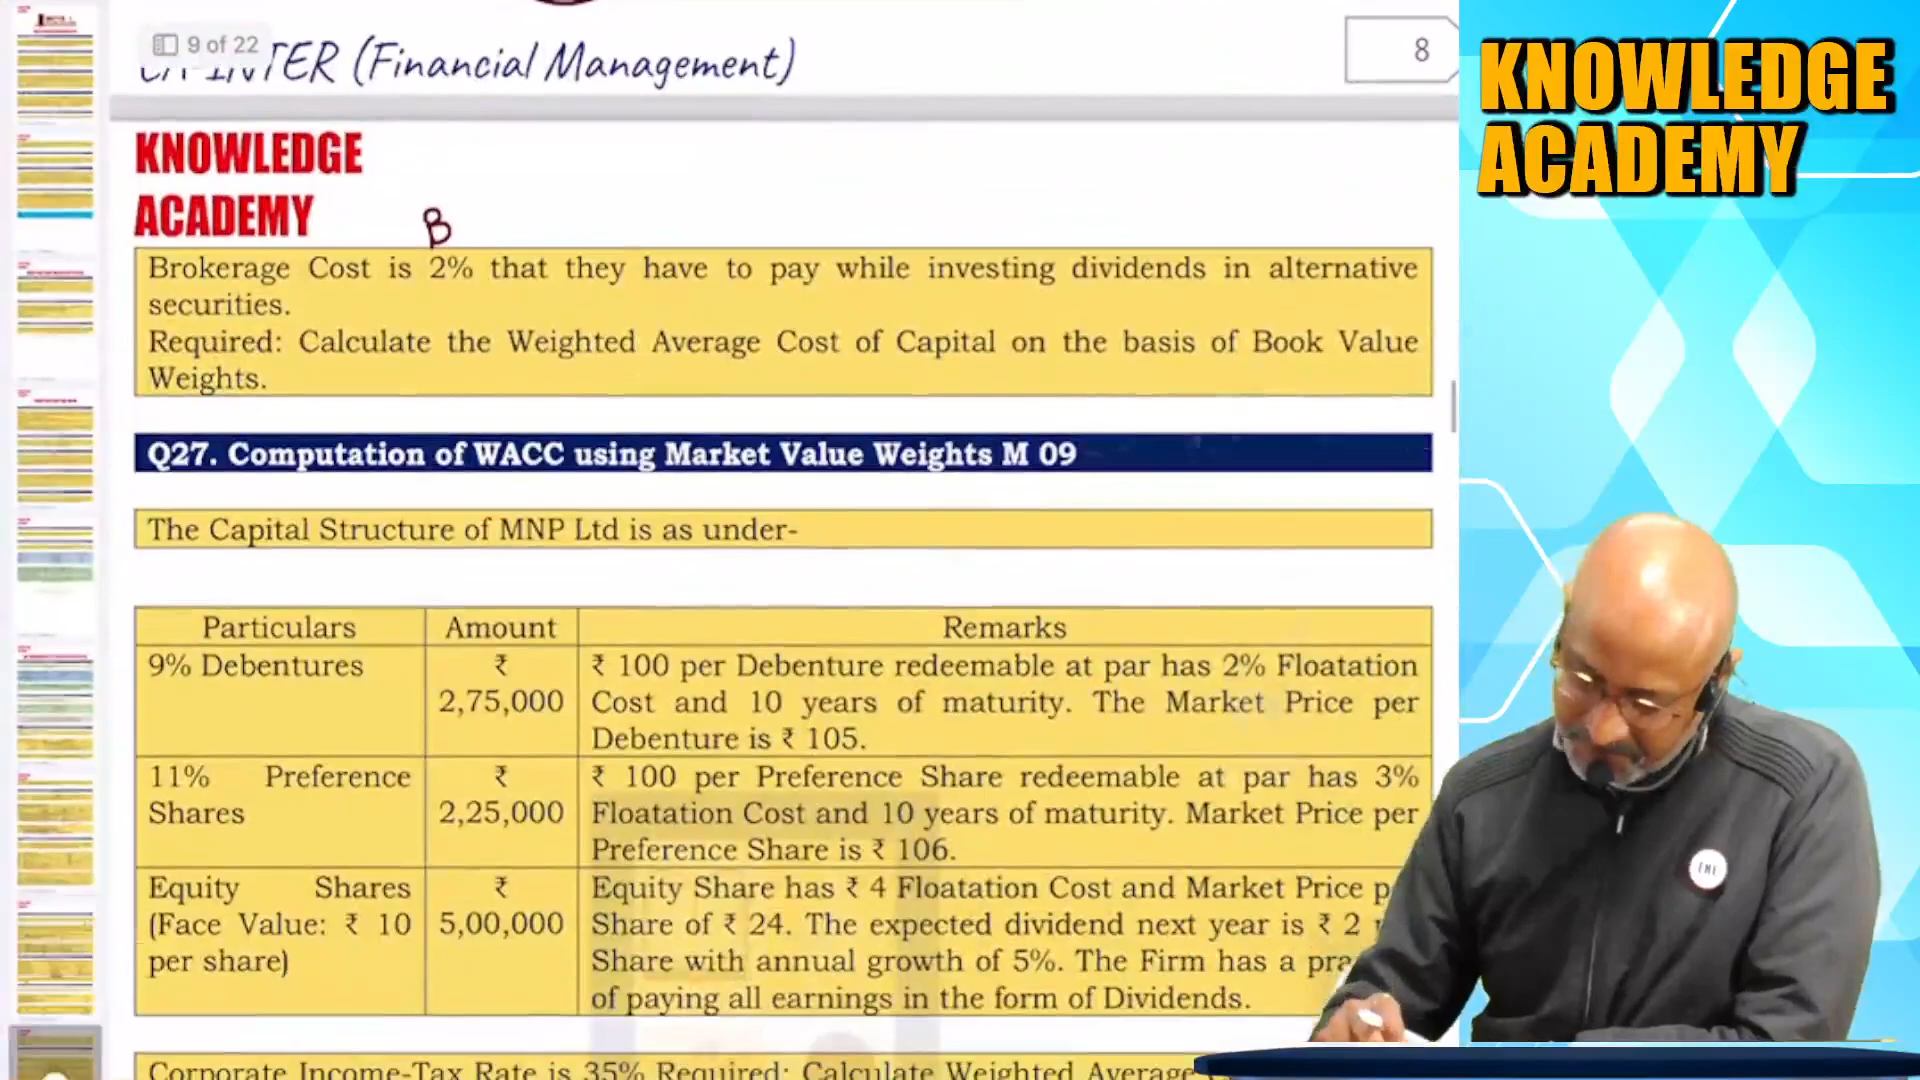 9 of 22
INTER (Financial Management)
8
KNOWLEDGE
ACADEMY
KNOWLEDGE
ACADEMY
B
Brokerage Cost is 2% that they have to pay while investing dividends in alternative
securities.
Required: Calculate the Weighted Average Cost of Capital on the basis of Book Value
Weights.
Q27. Computation of WACC using Market Value Weights M 09
The Capital Structure of MNP Ltd is as under-
Particulars Amount Remarks
9% Debentures ₹ ₹ 100 per Debenture redeemable at par has 2% Floatation
2,75,000 Cost and 10 years of maturity. The Market Price per
Debenture is ₹ 105.
11% Preference ₹ ₹ 100 per Preference Share redeemable at par has 3%
Shares 2,25,000 Floatation Cost and 10 years of maturity. Market Price per
Preference Share is ₹ 106.
Equity Shares ₹ Equity Share has ₹ 4 Floatation Cost and Market Price
(Face Value: ₹ 10 5,00,000 Share of ₹ 24. The expected dividend next year is ₹ 2
per share) Share with annual growth of 5%. The Firm has a
of paying all earnings in the form of Dividends.
Corporate Income-Tax Rate is 35% Required: Calculate Weighted Average